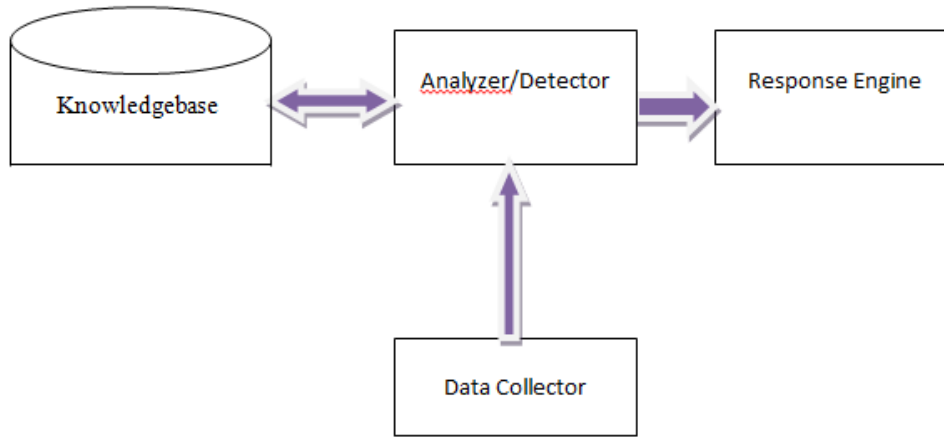 Knowledgebase
Analyzer/Detector
Response Engine
Data Collector